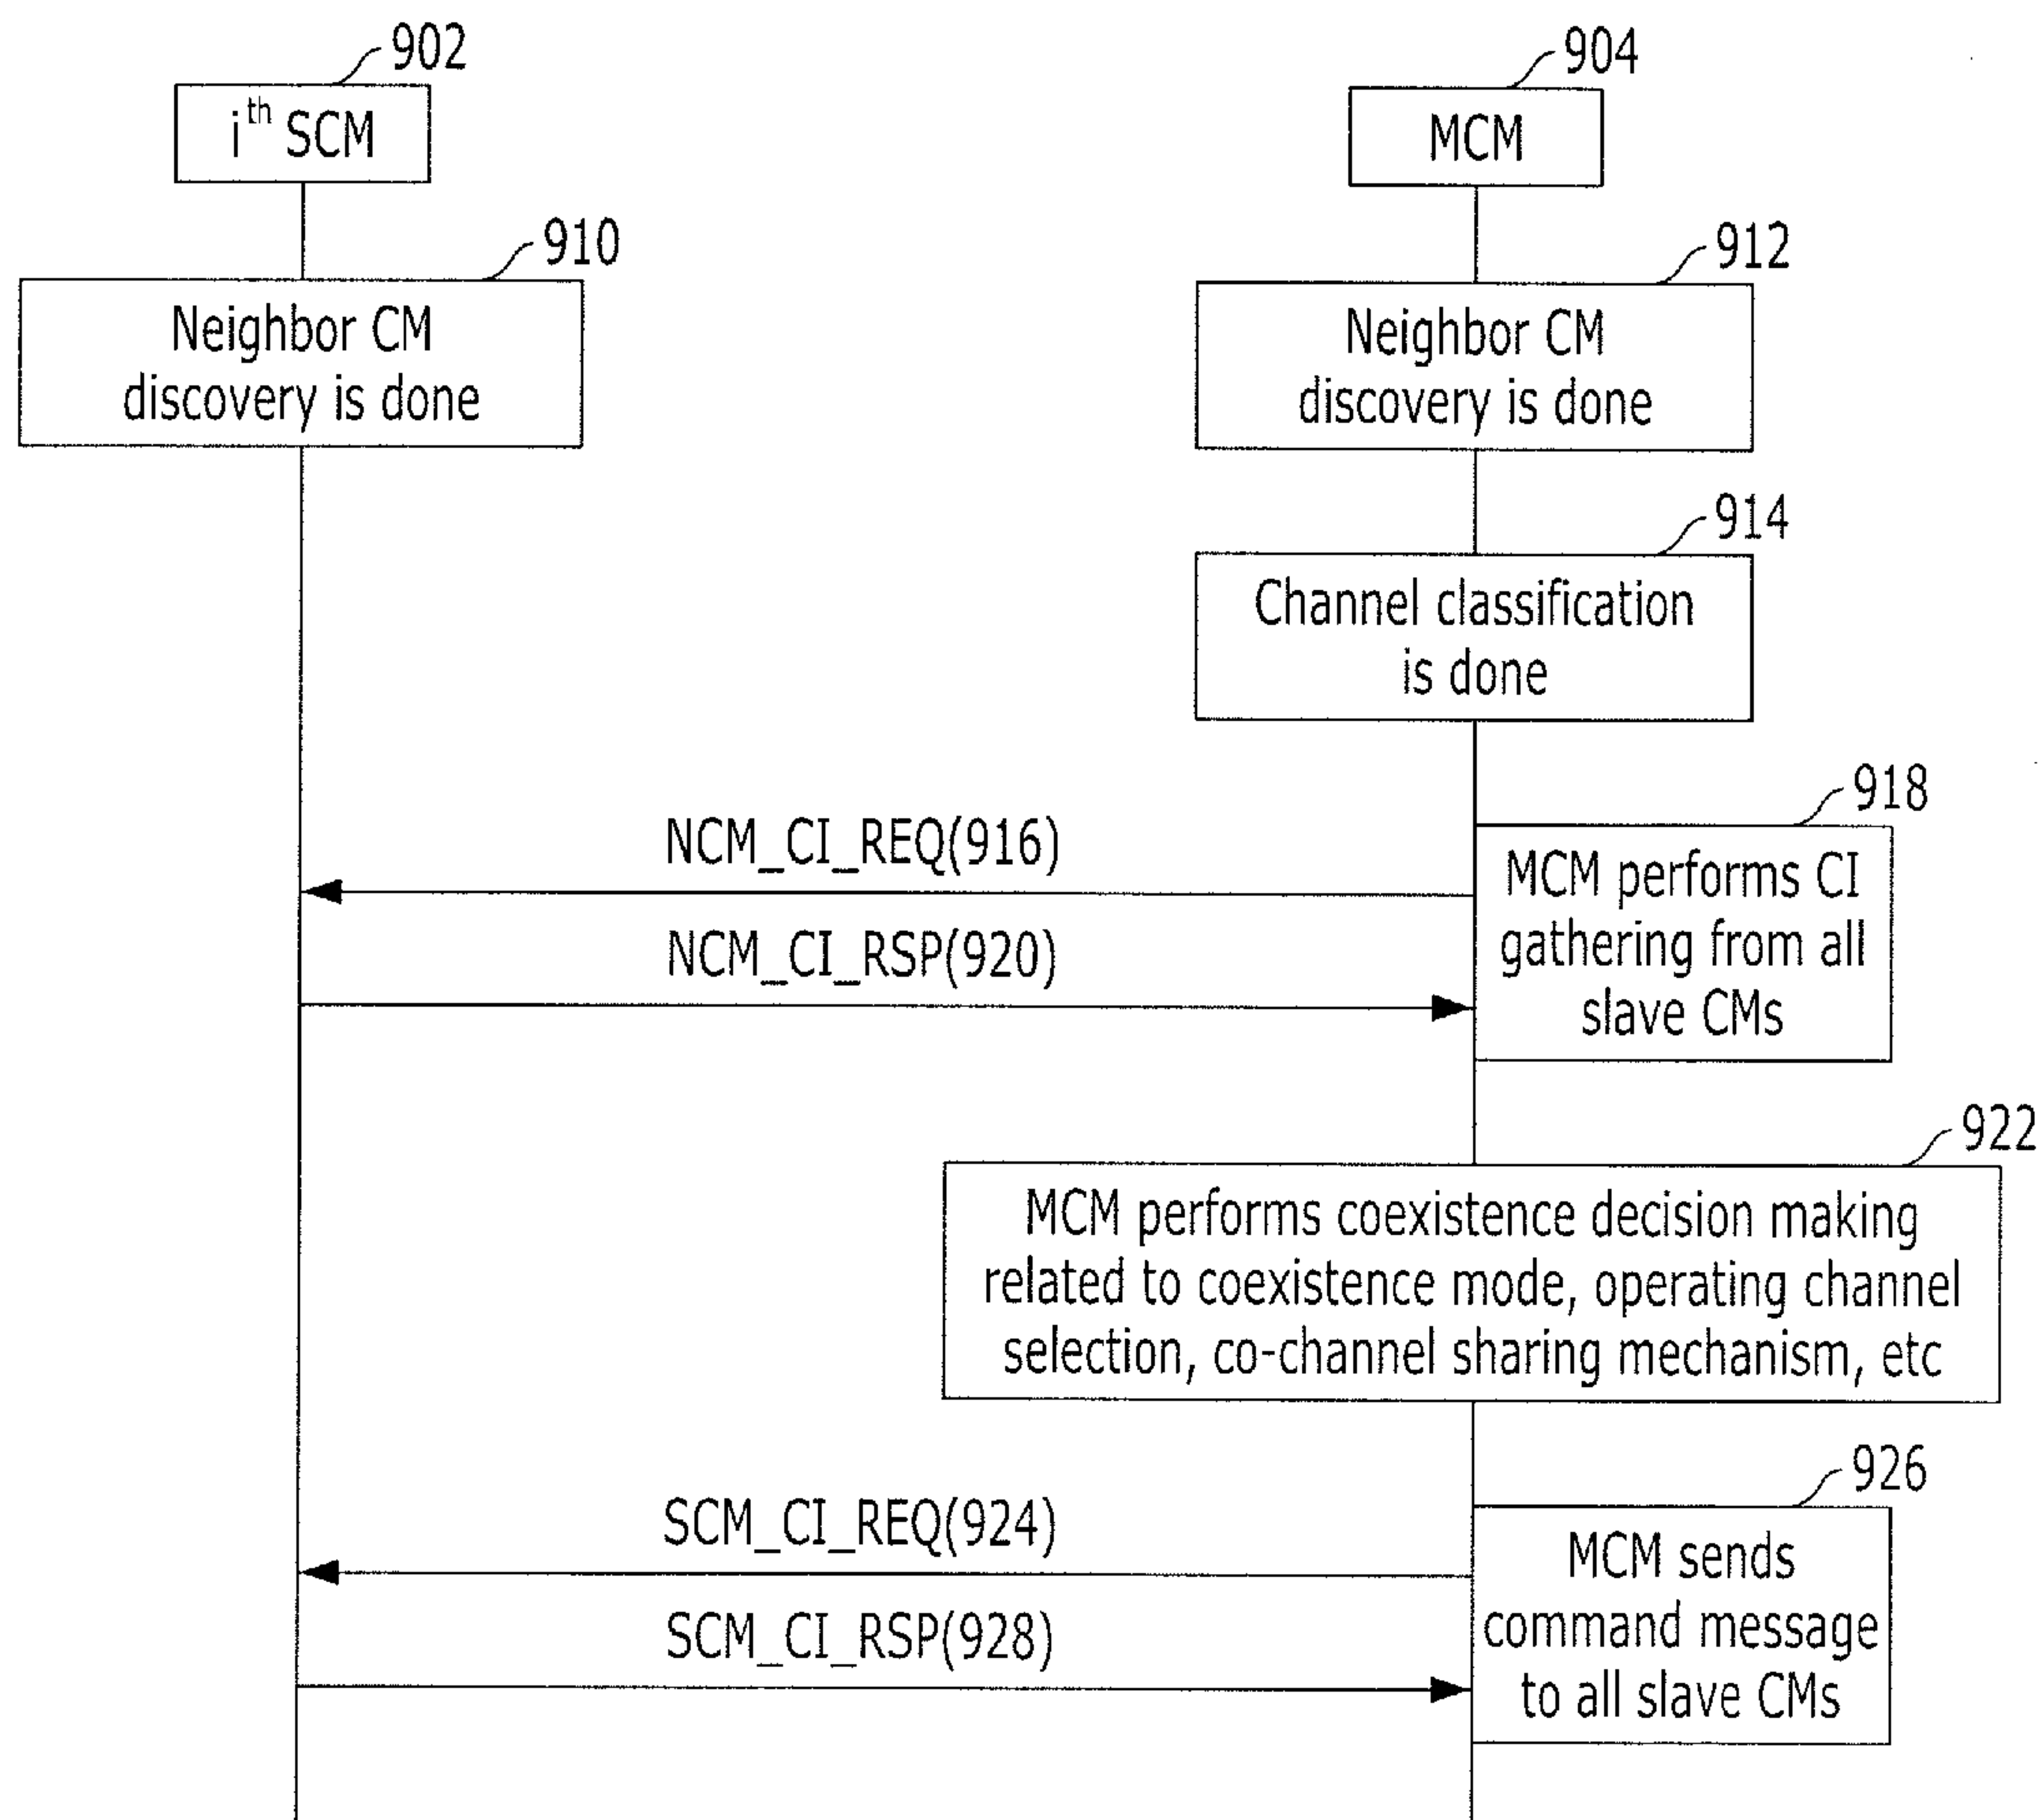 902
904
i^th SCM
MCM
910
912
Neighbor CM
discovery is done
Neighbor CM
discovery is done
914
Channel classification
is done
918
NCM_CI_REQ(916)
NCM_CI_RSP(920)
MCM performs CI
gathering from all
slave CMs
922
MCM performs coexistence decision making
related to coexistence mode, operating channel
selection, co-channel sharing mechanism, etc
926
SCM_CI_REQ(924)
SCM_CI_RSP(928)
MCM sends
command message
to all slave CMs